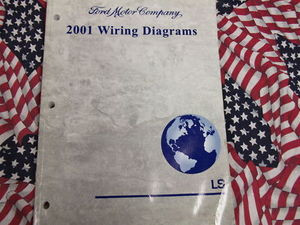 Ford Motor Company
2001 Wiring Diagrams
LS